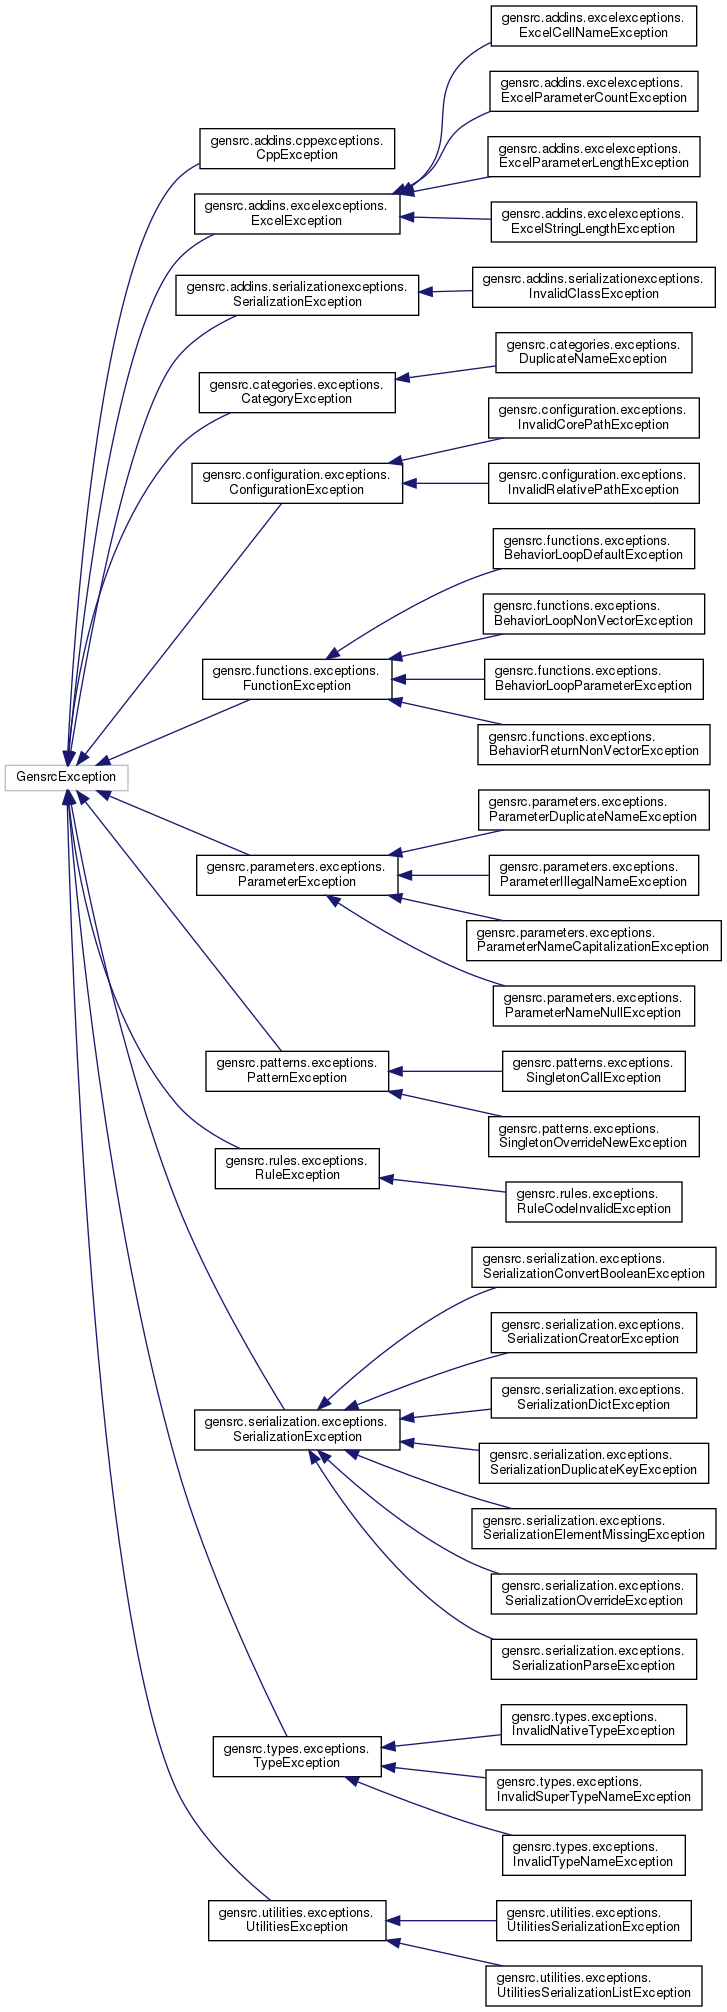 GensrcException
gensrc.addins.cppexceptions.
CppException
gensrc.addins.excelexceptions.
ExcelException
gensrc.addins.serializationexceptions.
SerializationException
gensrc.categories.exceptions.
CategoryException
gensrc.configuration.exceptions.
ConfigurationException
gensrc.functions.exceptions.
FunctionException
gensrc.parameters.exceptions.
ParameterException
gensrc.patterns.exceptions.
PatternException
gensrc.rules.exceptions.
RuleException
gensrc.serialization.exceptions.
SerializationException
gensrc.types.exceptions.
TypeException
gensrc.utilities.exceptions.
UtilitiesException
gensrc.addins.excelexceptions.
ExcelCellNameException
gensrc.addins.excelexceptions.
ExcelParameterCountException
gensrc.addins.excelexceptions.
ExcelParameterLengthException
gensrc.addins.excelexceptions.
ExcelStringLengthException
gensrc.addins.serializationexceptions.
InvalidClassException
gensrc.categories.exceptions.
DuplicateNameException
gensrc.configuration.exceptions.
InvalidCorePathException
gensrc.configuration.exceptions.
InvalidRelativePathException
gensrc.functions.exceptions.
BehaviorLoopDefaultException
gensrc.functions.exceptions.
BehaviorLoopNonVectorException
gensrc.functions.exceptions.
BehaviorLoopParameterException
gensrc.functions.exceptions.
BehaviorReturnNonVectorException
gensrc.parameters.exceptions.
ParameterDuplicateNameException
gensrc.parameters.exceptions.
ParameterIllegalNameException
gensrc.parameters.exceptions.
ParameterNameCapitalizationException
gensrc.parameters.exceptions.
ParameterNameNullException
gensrc.patterns.exceptions.
SingletonCallException
gensrc.patterns.exceptions.
SingletonOverrideNewException
gensrc.rules.exceptions.
RuleCodeInvalidException
gensrc.serialization.exceptions.
SerializationConvertBooleanException
gensrc.serialization.exceptions.
SerializationCreatorException
gensrc.serialization.exceptions.
SerializationDictException
gensrc.serialization.exceptions.
SerializationDuplicateKeyException
gensrc.serialization.exceptions.
SerializationElementMissingException
gensrc.serialization.exceptions.
SerializationOverrideException
gensrc.serialization.exceptions.
SerializationParseException
gensrc.types.exceptions.
InvalidNativeTypeException
gensrc.types.exceptions.
InvalidSuperTypeNameException
gensrc.types.exceptions.
InvalidTypeNameException
gensrc.utilities.exceptions.
UtilitiesSerializationException
gensrc.utilities.exceptions.
UtilitiesSerializationListException